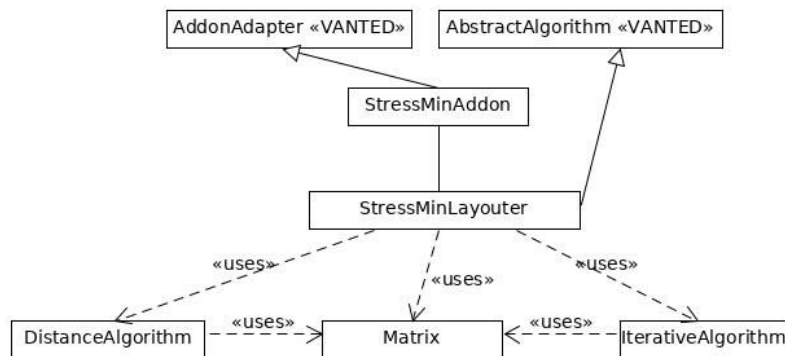 AddonAdapter «VANTED»
AbstractAlgorithm «VANTED»
StressMinAddon
StressMinLayouter
«uses»
«uses»
«uses»
«uses»
«uses»
DistanceAlgorithm
Matrix
IterativeAlgorithm